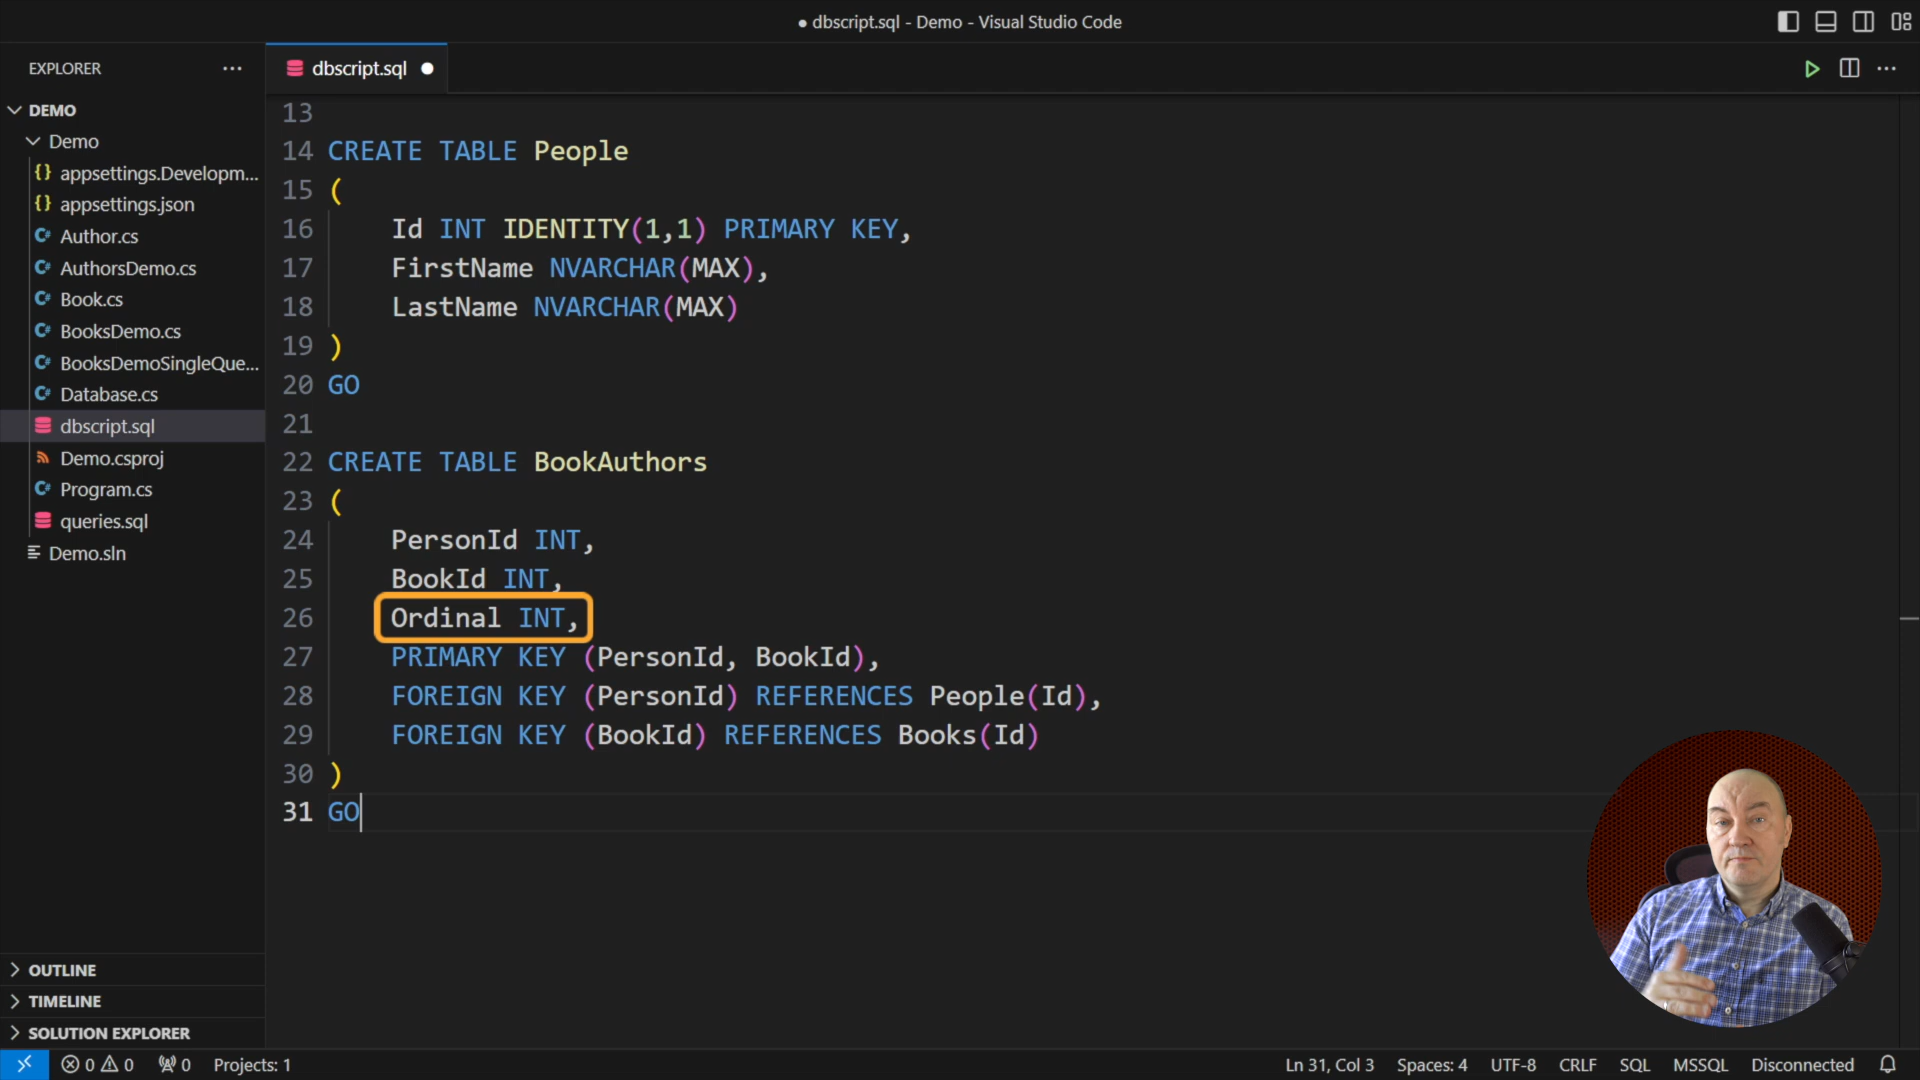 ● dbscript.sql - Demo - Visual Studio Code
EXPLORER
dbscript.sql
DEMO
Demo
appsettings.Developm...
appsettings.json
Author.cs
AuthorsDemo.cs
Book.cs
BooksDemo.cs
BooksDemoSingleQue...
Database.cs
dbscript.sql
Demo.csproj
Program.cs
queries.sql
Demo.sln
OUTLINE
TIMELINE
SOLUTION EXPLORER
13
14 CREATE TABLE People
15 (
16 Id INT IDENTITY(1,1) PRIMARY KEY,
17 FirstName NVARCHAR(MAX),
18 LastName NVARCHAR(MAX)
19 )
20 GO
21
22 CREATE TABLE BookAuthors
23 (
24 PersonId INT,
25 BookId INT,
26 Ordinal INT,
27 PRIMARY KEY (PersonId, BookId),
28 FOREIGN KEY (PersonId) REFERENCES People(Id),
29 FOREIGN KEY (BookId) REFERENCES Books(Id)
30 )
31 GO
0 0 0 Projects: 1 Ln 31, Col 3 Spaces: 4 UTF-8 CRLF SQL MSSQL Disconnected